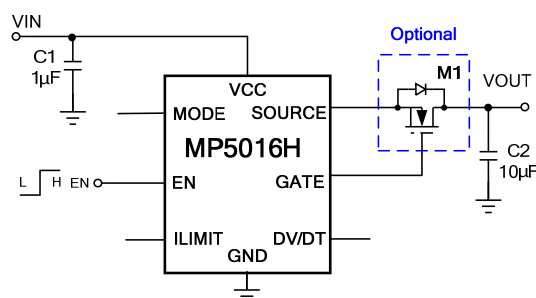 VIN
Optional
C1
1µF
M1
VOUT
VCC
MODE
SOURCE
MP5016H
C2
10µF
L
H
EN
EN
GATE
ILIMIT
DV/DT
GND